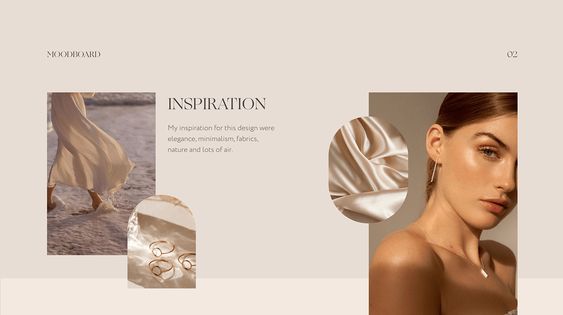 MOODBOARD
02
INSPIRATION
My inspiration for this design were
elegance, minimalism, fabrics,
nature and lots of air.